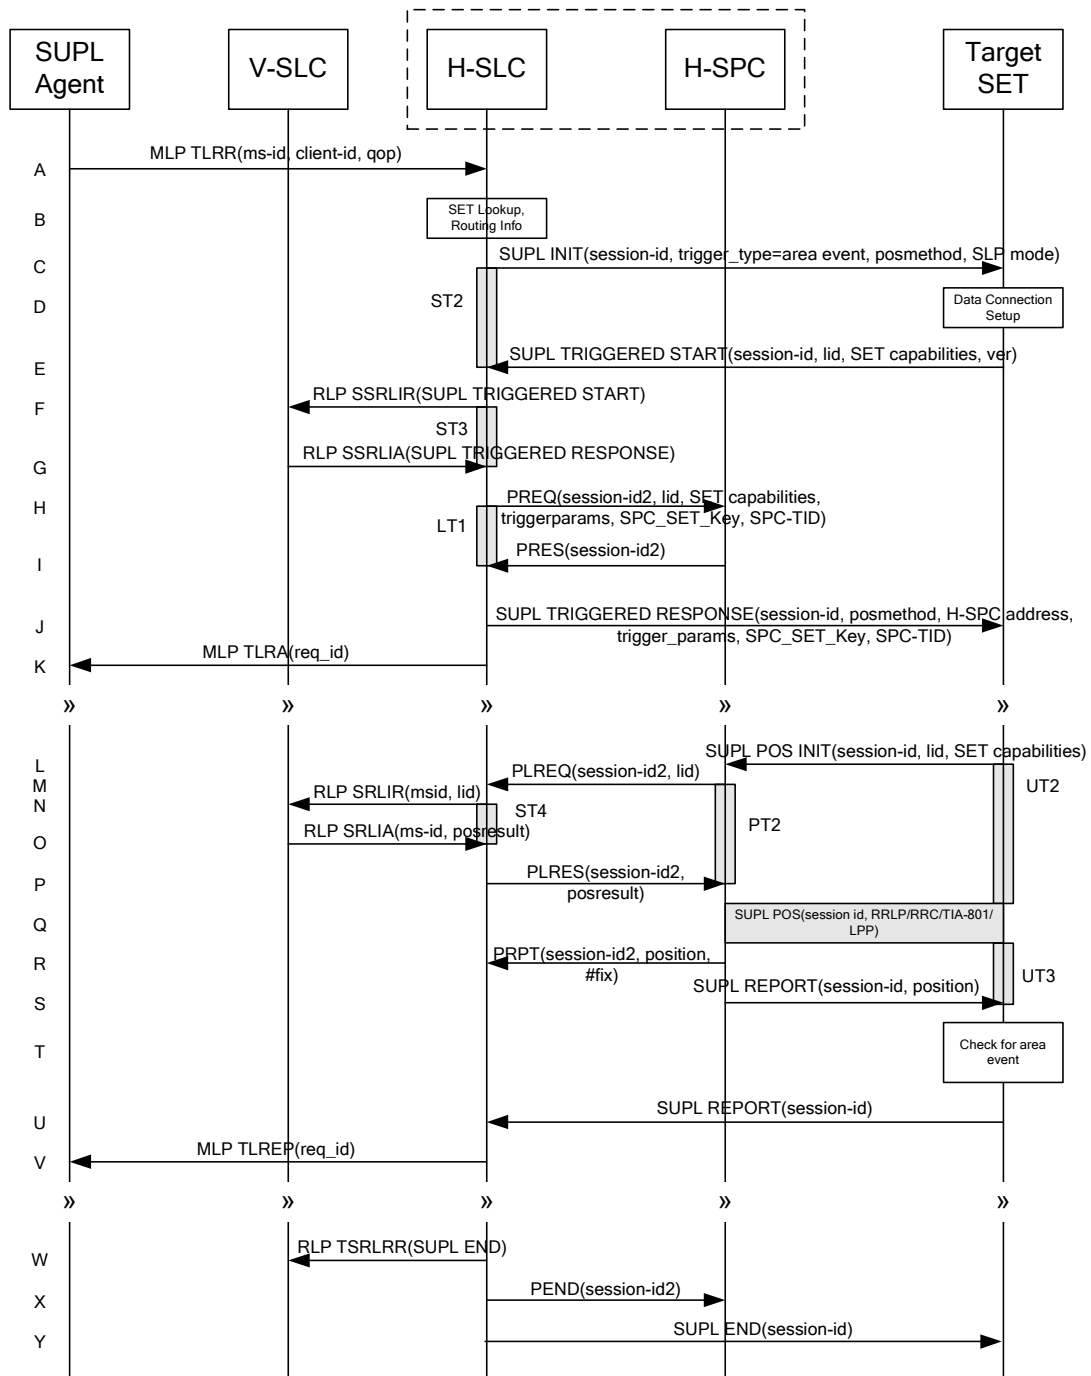 SUPL
Agent
V-SLC
H-SLC
H-SPC
Target
SET
A
MLP TLRR(ms-id, client-id, qop)
B
SET Lookup,
Routing Info
C
SUPL INIT(session-id, trigger_type=area event, posmethod, SLP mode)
D
ST2
Data Connection
Setup
E
SUPL TRIGGERED START(session-id, lid, SET capabilities, ver)
F
RLP SSRLIR(SUPL TRIGGERED START)
ST3
G
RLP SSRLIA(SUPL TRIGGERED RESPONSE)
H
PREQ(session-id2, lid, SET capabilities,
triggerparams, SPC_SET_Key, SPC-TID)
LT1
I
PRES(session-id2)
J
SUPL TRIGGERED RESPONSE(session-id, posmethod, H-SPC address,
trigger_params, SPC_SET_Key, SPC-TID)
K
MLP TLRA(req_id)
» » » » »
L
SUPL POS INIT(session-id, lid, SET capabilities)
M
PLREQ(session-id2, lid)
N
RLP SRLIR(msid, lid)
UT2
ST4
PT2
O
RLP SRLIA(ms-id, posresult)
P
PLRES(session-id2,
posresult)
Q
SUPL POS(session id, RRLP/RRC/TIA-801/
LPP)
R
PRPT(session-id2, position,
#fix)
UT3
S
SUPL REPORT(session-id, position)
T
Check for area
event
U
SUPL REPORT(session-id)
V
MLP TLREP(req_id)
» » » » »
W
RLP TSRLRR(SUPL END)
X
PEND(session-id2)
Y
SUPL END(session-id)